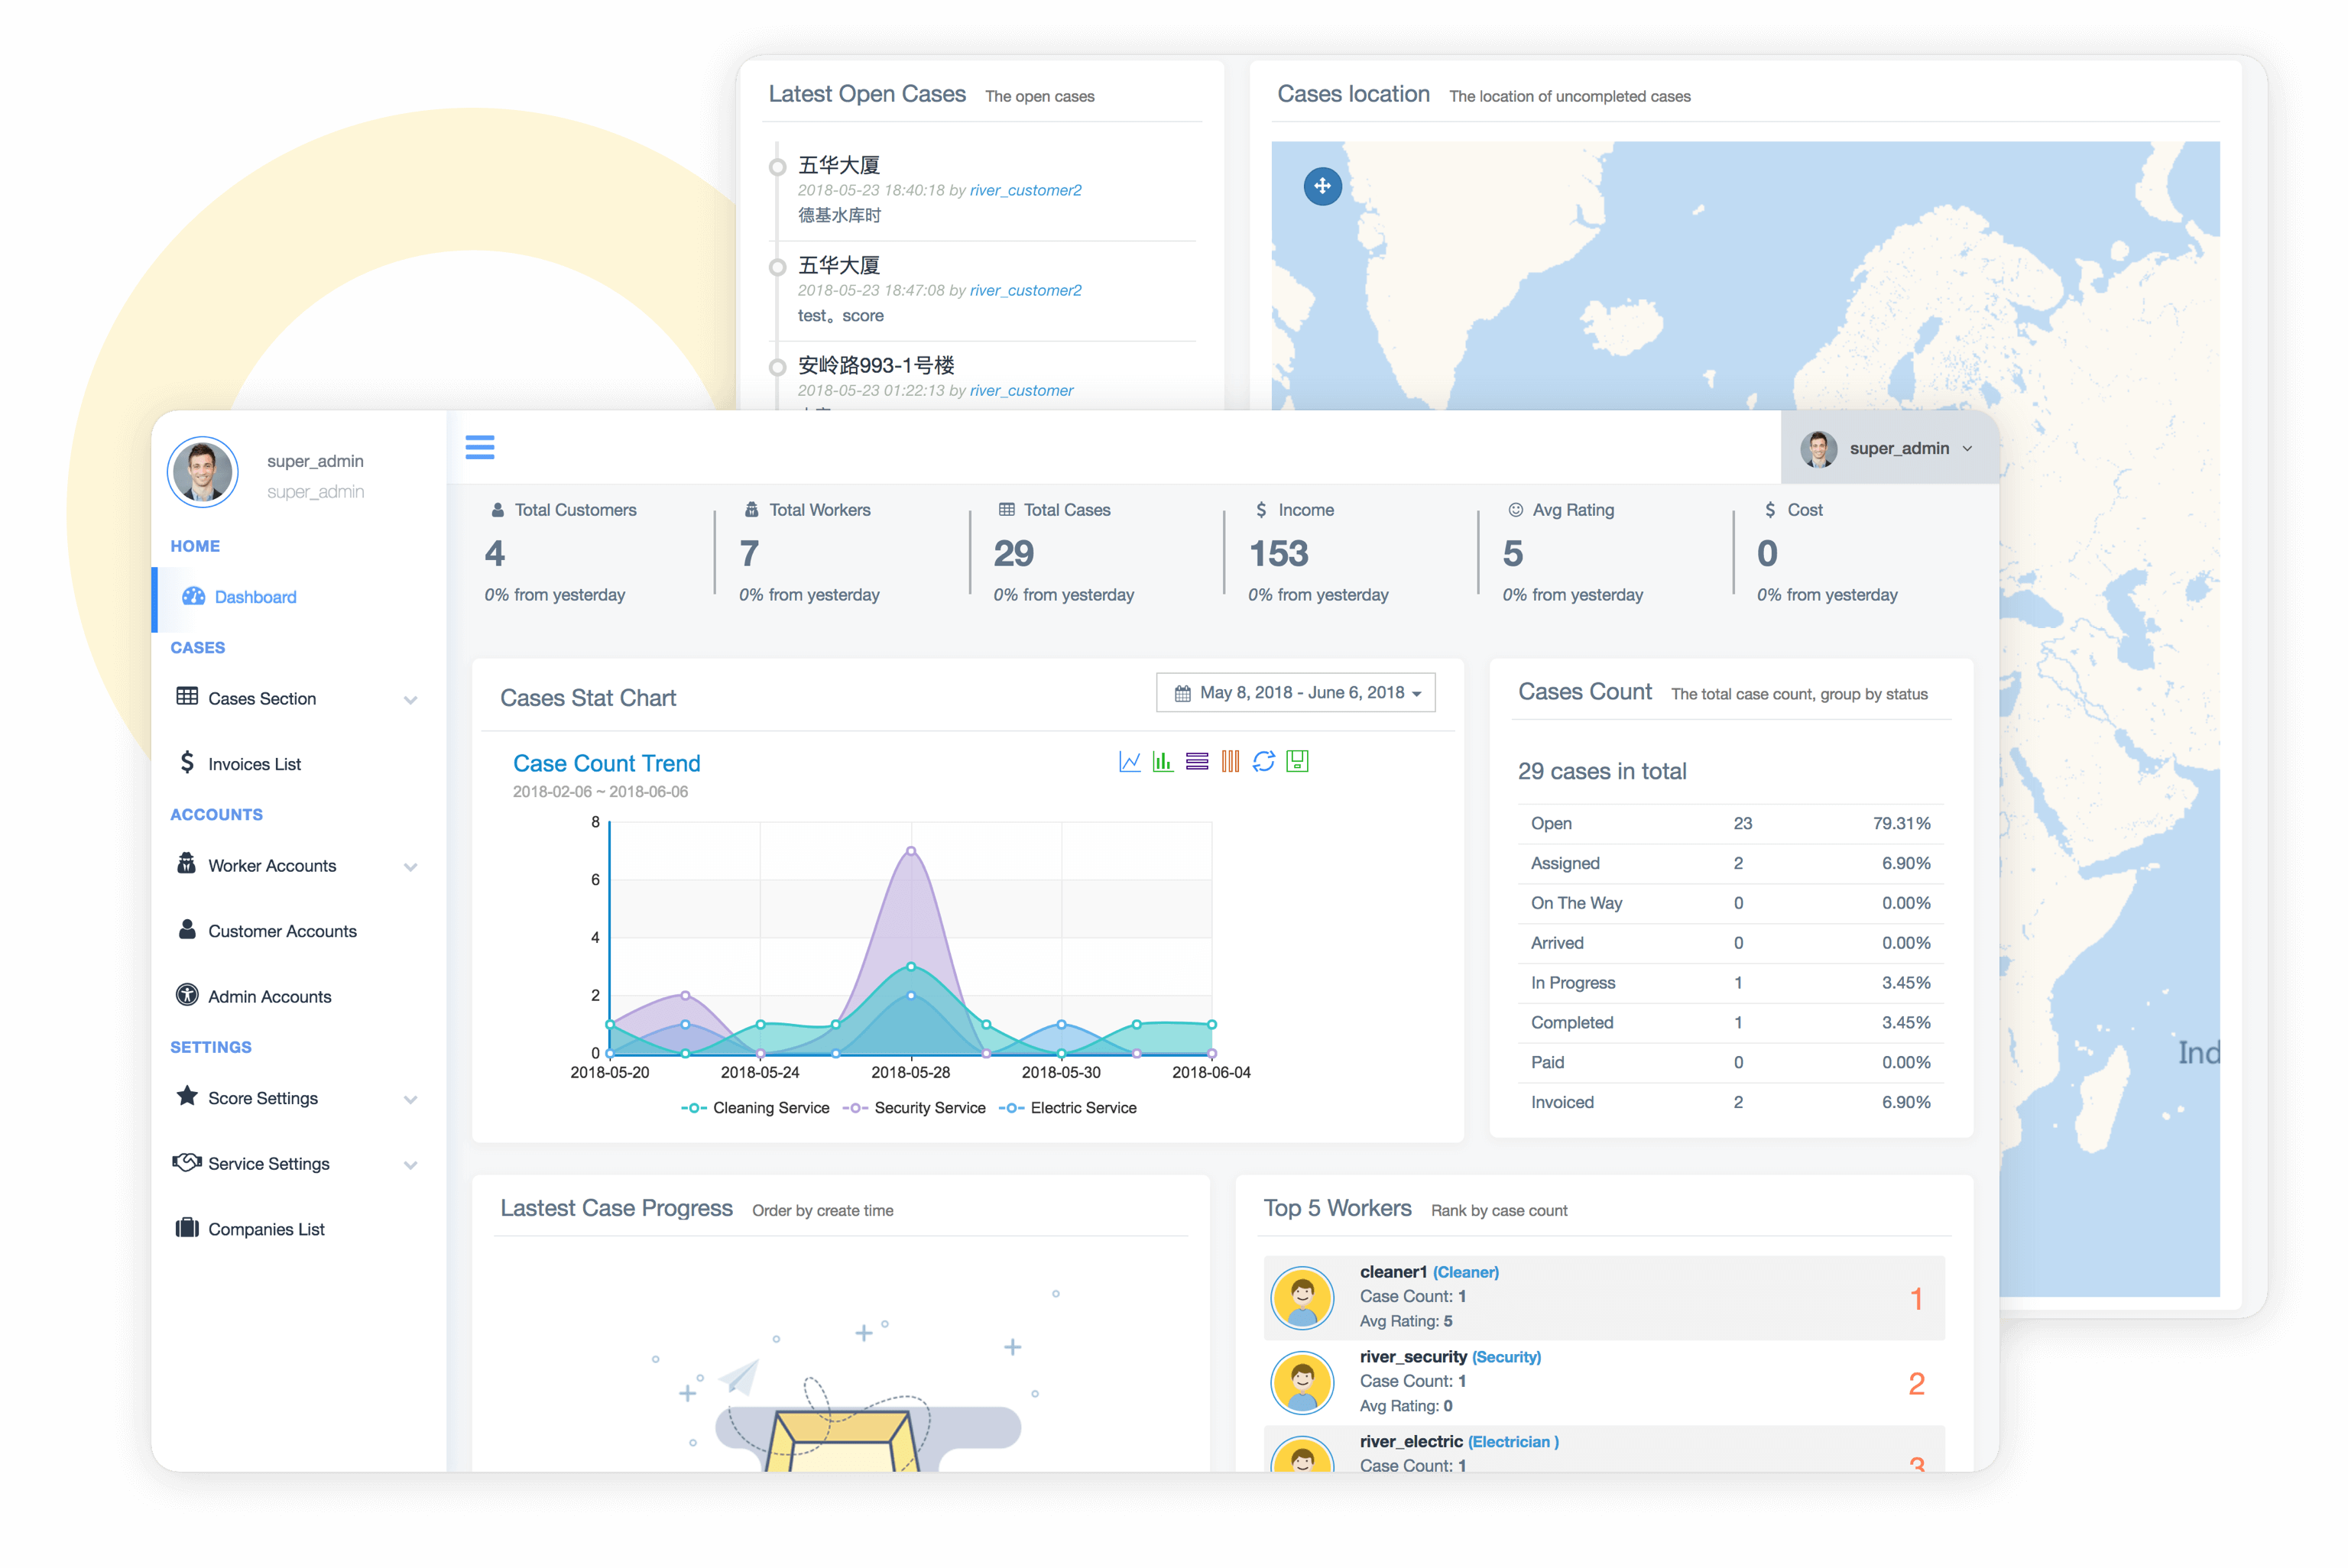 Latest Open Cases The open cases
五华大厦
2018-05-23 18:40:18 by river_customer2
德基水库时
五华大厦
2018-05-23 18:47:08 by river_customer2
test。score
安岭路993-1号楼
2018-05-23 01:22:13 by river_customer
Cases location The location of uncompleted cases
super_admin
super_admin
HOME
Dashboard
CASES
Cases Section
Invoices List
ACCOUNTS
Worker Accounts
Customer Accounts
Admin Accounts
SETTINGS
Score Settings
Service Settings
Companies List
super_admin
Total Customers
4
0% from yesterday
Total Workers
7
0% from yesterday
Total Cases
29
0% from yesterday
$ Income
153
0% from yesterday
Avg Rating
5
0% from yesterday
$ Cost
0
0% from yesterday
Cases Stat Chart
May 8, 2018 - June 6, 2018
Case Count Trend
2018-02-06 ~ 2018-06-06
8
6
4
2
0
2018-05-20 2018-05-24 2018-05-28 2018-05-30 2018-06-04
Cleaning Service Security Service Electric Service
Cases Count The total case count, group by status
29 cases in total
Open 23 79.31%
Assigned 2 6.90%
On The Way 0 0.00%
Arrived 0 0.00%
In Progress 1 3.45%
Completed 1 3.45%
Paid 0 0.00%
Invoiced 2 6.90%
Ind
Lastest Case Progress Order by create time
Top 5 Workers Rank by case count
cleaner1 (Cleaner)
Case Count: 1
Avg Rating: 5
1
river_security (Security)
Case Count: 1
Avg Rating: 0
2
river_electric (Electrician )
Case Count: 1
3